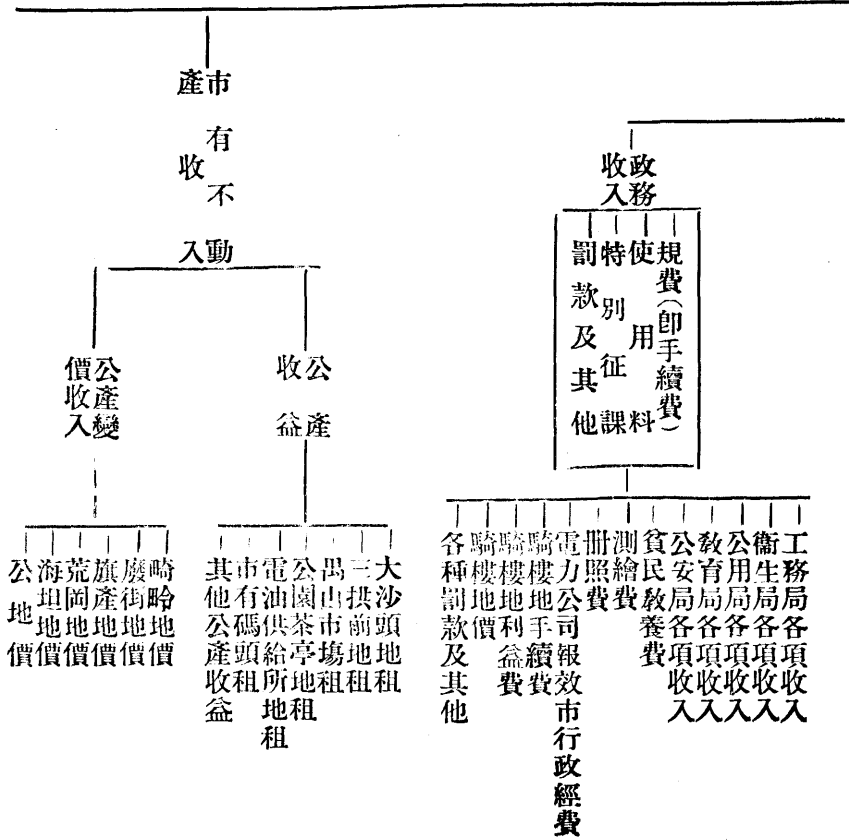 政務
收入
規費(卽手續費)
使用料
特別征課
罰款及其他
工務局各項收入
衞生局各項收入
公用局各項收入
敎育局各項收入
公安局各項收入
貧民敎養費
測繪費
册照費
電力公司報效市行政經費
騎樓地手續費
騎樓地利益費
騎樓地價
各種罰款及其他
市有不動
產收入
公產
收益
大沙頭地租
三拱前地租
禺山市塲租
公園茶亭地租
電油供給所地租
市有碼頭租
其他公產收益
公產變
價收入
畸畸地價
廢街地價
旗產地價
荒岡地價
海坦地價
公地價